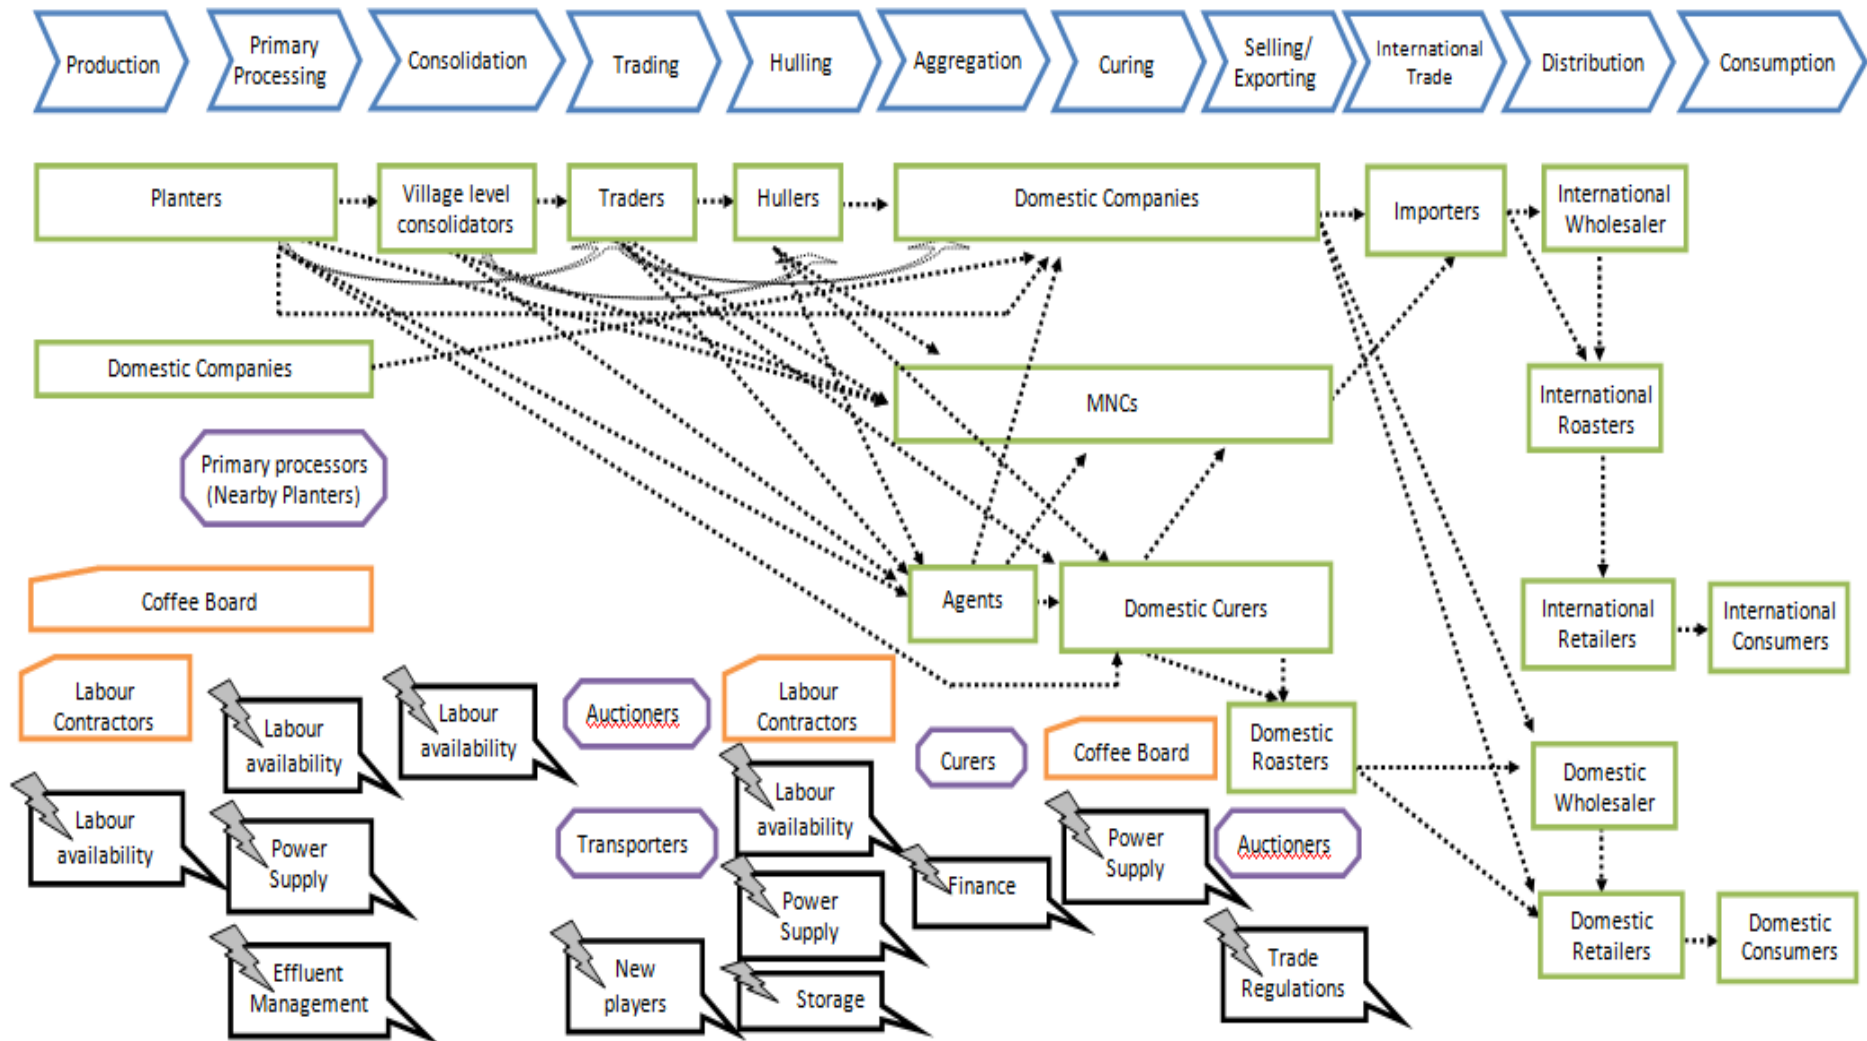 Production
Primary
Processing
Consolidation
Trading
Hulling
Aggregation
Curing
Selling/
Exporting
International
Trade
Distribution
Consumption
Planters
Village level
consolidators
Traders
Hullers
Domestic Companies
Importers
International
Wholesaler
Domestic Companies
MNCs
International
Roasters
Primary processors
(Nearby Planters)
Coffee Board
Agents
Domestic Curers
International
Retailers
International
Consumers
Labour
Contractors
Labour
availability
Labour
availability
Auctioners
Labour
Contractors
Curers
Coffee Board
Domestic
Roasters
Domestic
Wholesaler
Labour
availability
Power
Supply
Transporters
Labour
availability
Finance
Power
Supply
Auctioners
Power
Supply
Domestic
Retailers
Domestic
Consumers
Effluent
Management
New
players
Storage
Trade
Regulations